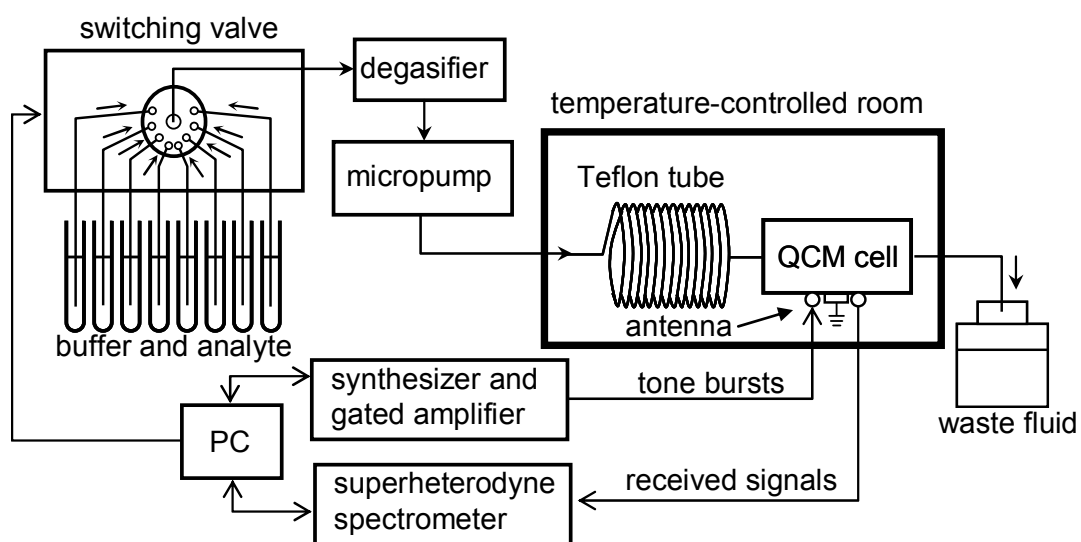 switching valve
degasifier
temperature-controlled room
micropump
Teflon tube
QCM cell
antenna
buffer and analyte
synthesizer and
gated amplifier
tone bursts
waste fluid
PC
received signals
superheterodyne
spectrometer